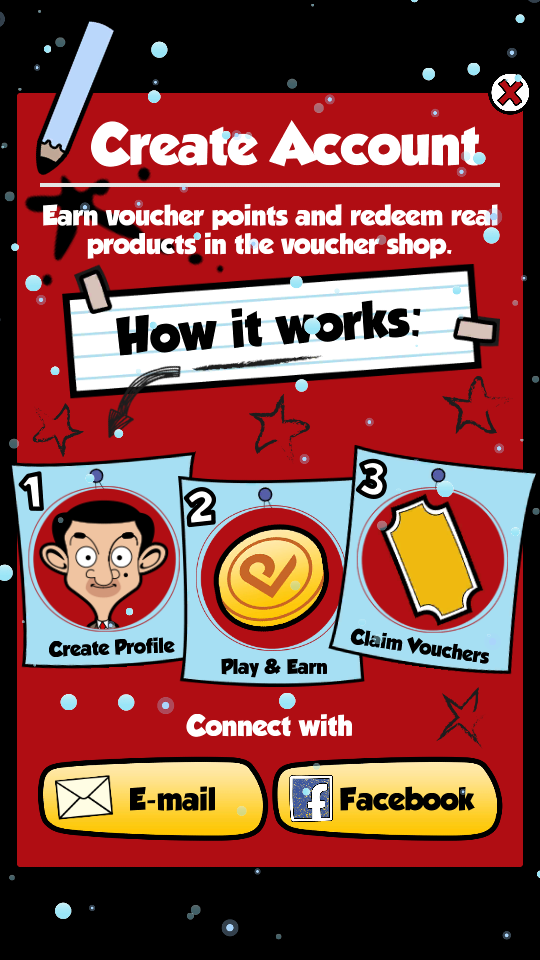 Create Account
Earn voucher points and redeem real
products in the voucher shop.
How it works:
1
2
3
Create Profile
Play & Earn
Claim Vouchers
Connect with
E-mail
Facebook